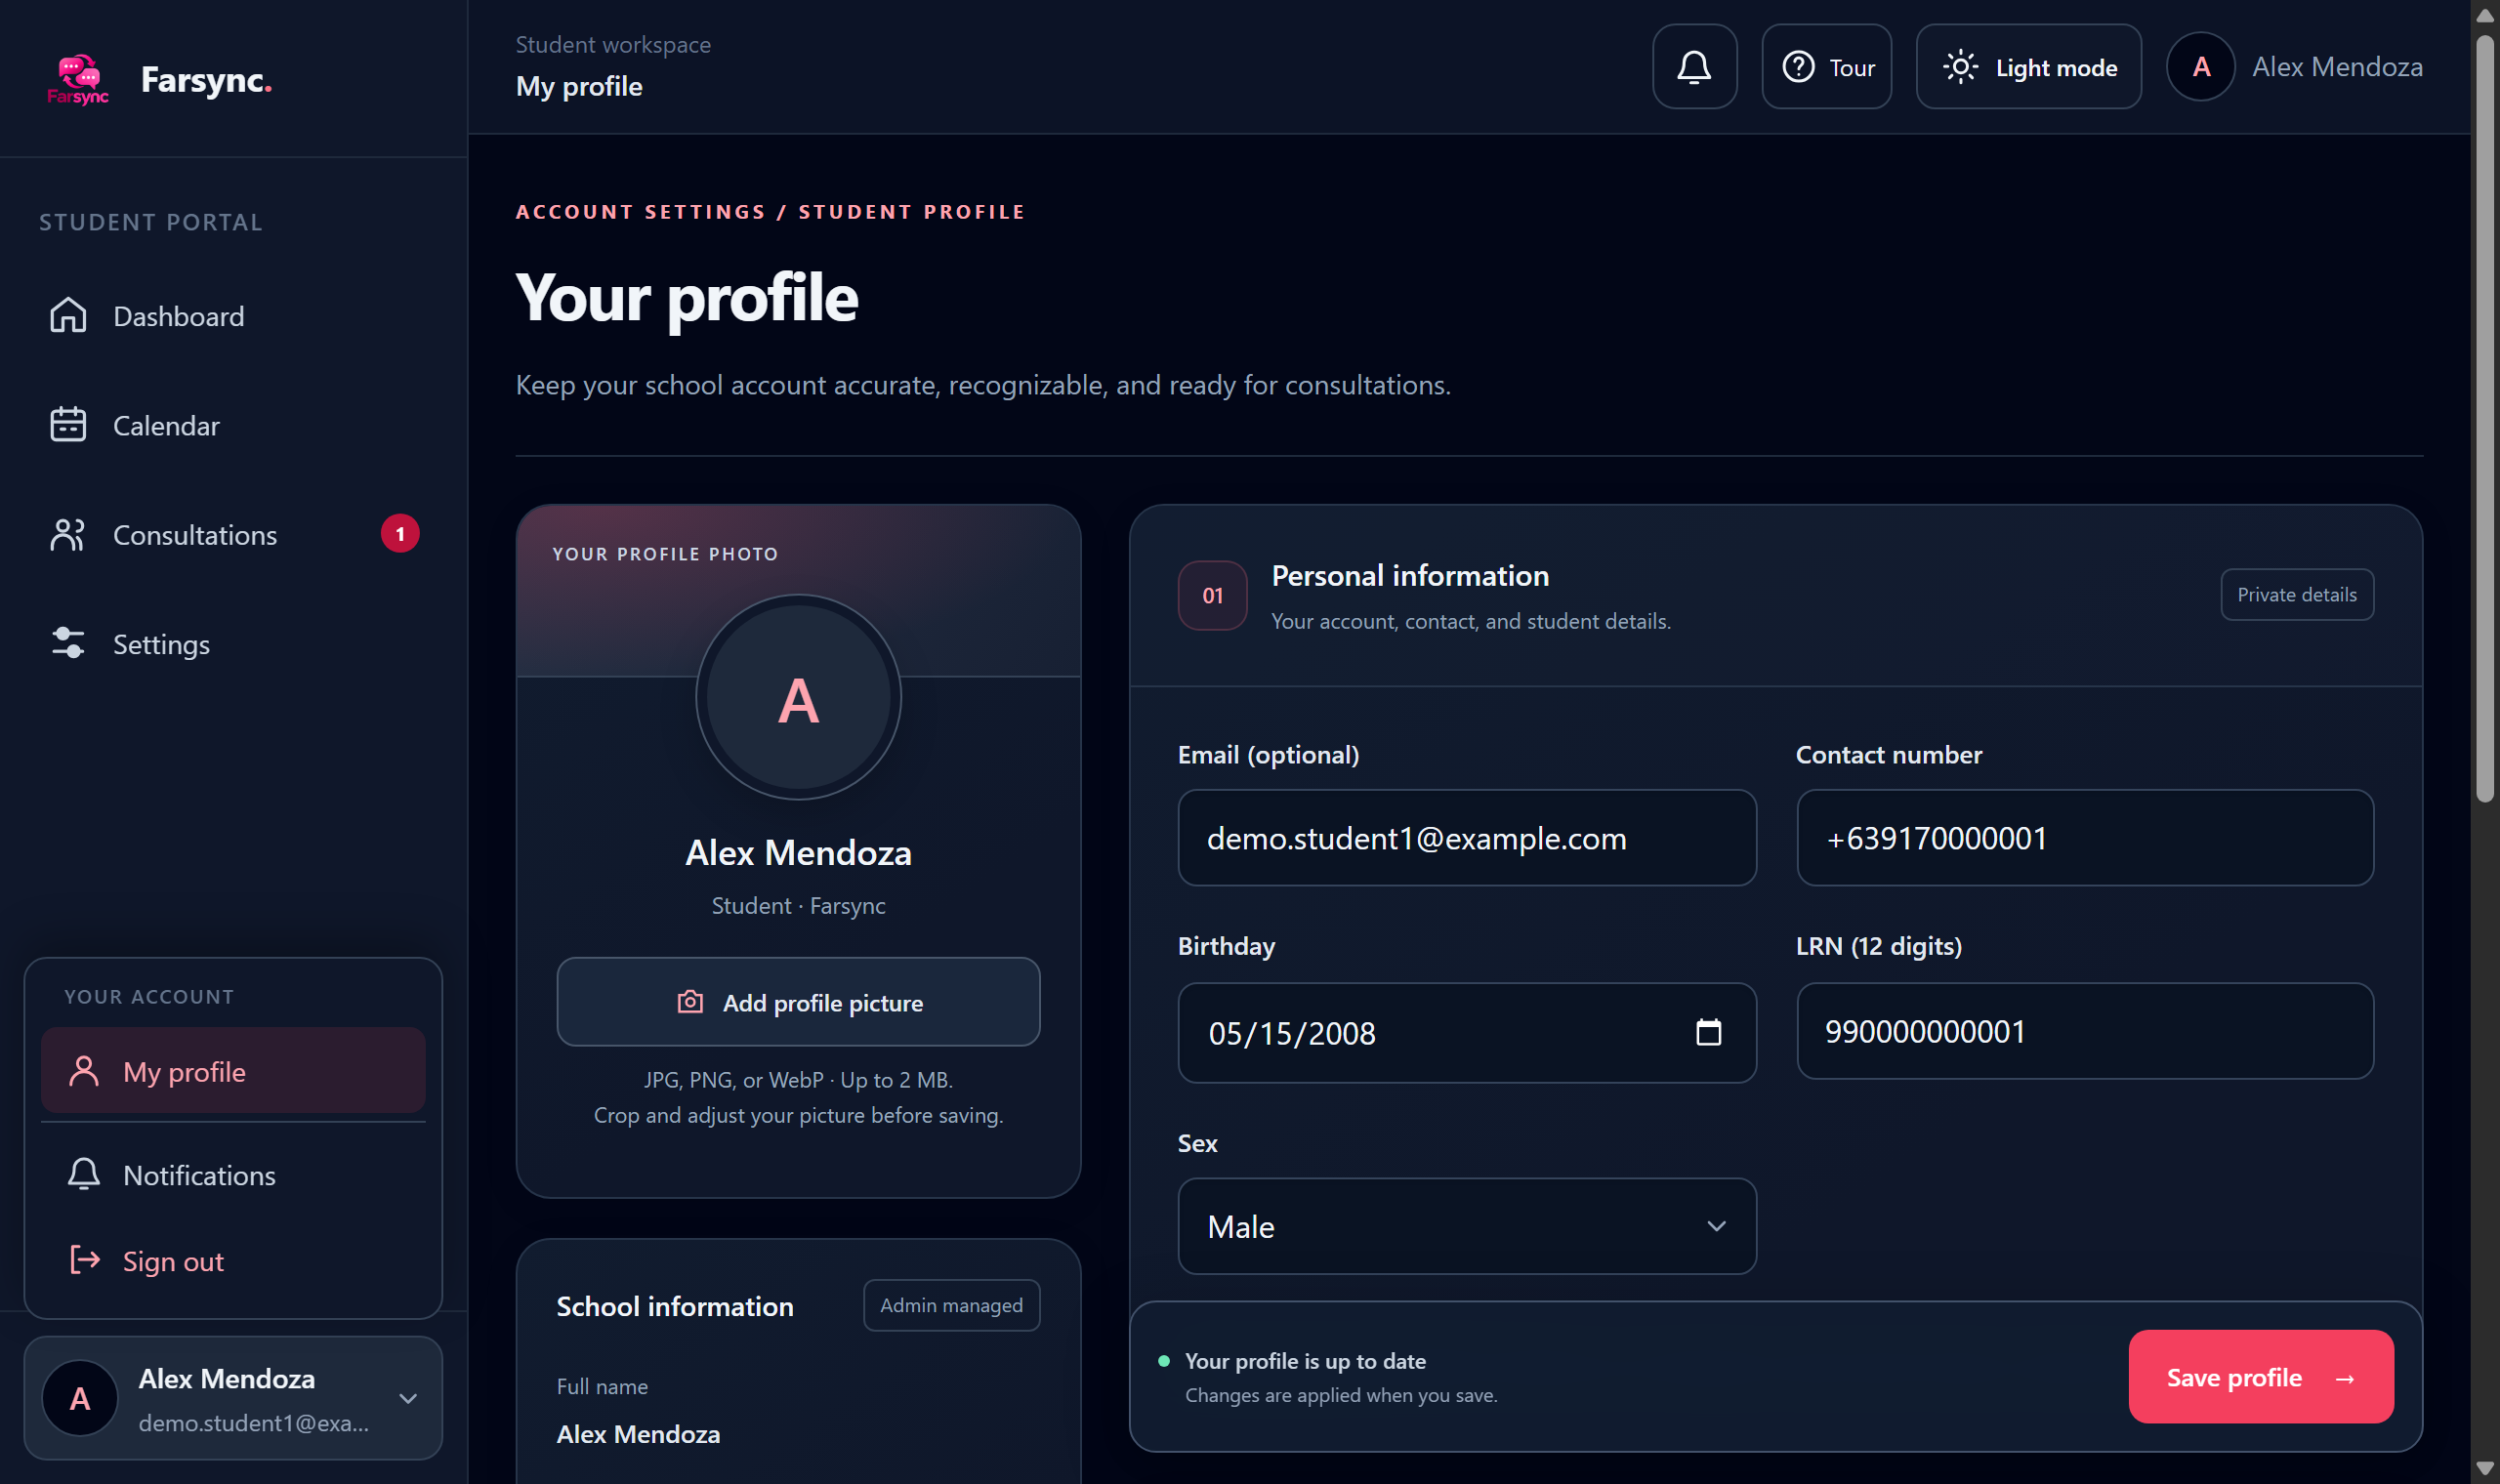 Farsync
Farsync.
STUDENT PORTAL
Dashboard
Calendar
Consultations
1
Settings
YOUR ACCOUNT
My profile
Notifications
Sign out
A
Alex Mendoza
demo.student1@exa...
Student workspace
My profile
Tour
Light mode
A
Alex Mendoza
ACCOUNT SETTINGS / STUDENT PROFILE
Your profile
Keep your school account accurate, recognizable, and ready for consultations.
YOUR PROFILE PHOTO
A
Alex Mendoza
Student · Farsync
Add profile picture
JPG, PNG, or WebP · Up to 2 MB.
Crop and adjust your picture before saving.
School information
Admin managed
Full name
Alex Mendoza
01
Personal information
Your account, contact, and student details.
Private details
Email (optional)
demo.student1@example.com
Contact number
+639170000001
Birthday
05/15/2008
LRN (12 digits)
990000000001
Sex
Male
Your profile is up to date
Changes are applied when you save.
Save profile →